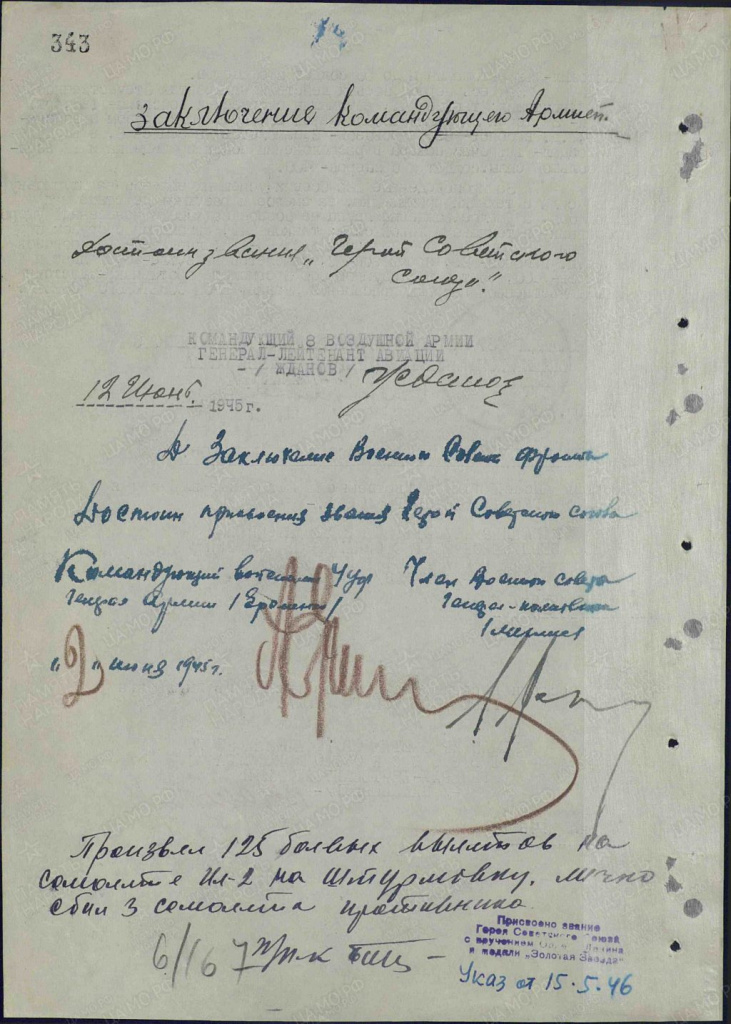 343
Заключение командующего Армией.
Достоин звания „Герой Советского
Союза".
КОМАНДУЮЩИЙ 8 ВОЗДУШНОЙ АРМИИ
ГЕНЕРАЛ-ЛЕЙТЕНАНТ АВИАЦИИ
-/ ЖДАНОВ /
12 Июня 1945 г.
Заключение Военного Совета фронта
Достоин присвоения звания Герой Советского Союза
Командующий войсками 4 Укр
генерал Армии /Еременко/
Член Военного совета
Генерал-
/Мехлис
„2" июня 1945 г.
Произвел 125 боевых вылетов на
самолете Ил-2 на штурмовку, лично
сбил 3 самолета противника.
6/16 7
Присвоено звание
Героя Советского Союза
с вручением Ордена Ленина
и медали „Золотая Звезда"
Указ от 15.5.46